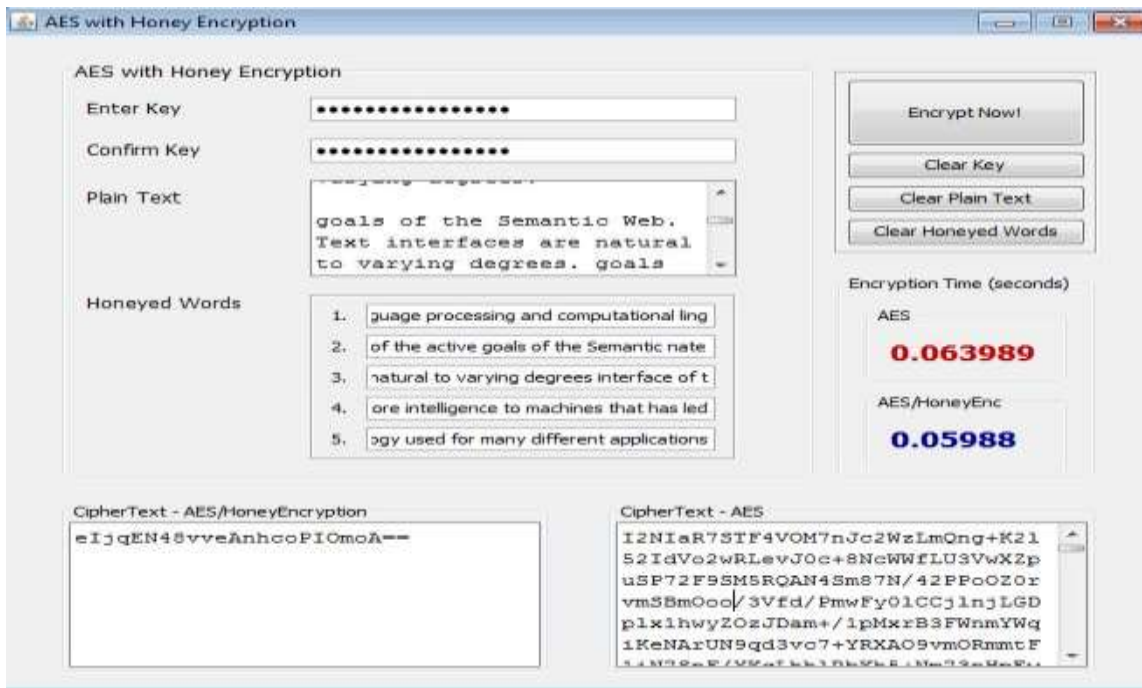 AES with Honey Encryption
AES with Honey Encryption
Enter Key ••••••••••••••••
Confirm Key ••••••••••••••••
Plain Text
goals of the Semantic Web.
Text interfaces are natural
to varying degrees. goals
Honeyed Words
1. guage processing and computational ling
2. of the active goals of the Semantic nate
3. natural to varying degrees interface of t
4. ore intelligence to machines that has led
5. ogy used for many different applications
Encrypt Now!
Clear Key
Clear Plain Text
Clear Honeyed Words
Encryption Time (seconds)
AES
0.063989
AES/HoneyEnc
0.05988
CipherText - AES/HoneyEncryption
eIjqEN48vveAnhcoPIOmoA==
CipherText - AES
I2NIaR7STF4VOM7nJc2WzLmQng+K2l
52IdVo2wRLevJ0c+8NcWWfLU3VwXZp
uSP72F9SM5RQAN4Sm87N/42PPoOZ0r
vmSBmOoo/3Vfd/PmwFy0lCCjlnjLGD
plx1hwyZOzJDam+/1pMxrB3FWnmYWq
iKeNArUN9qd3vc7+YRXAO9vmORmmtF